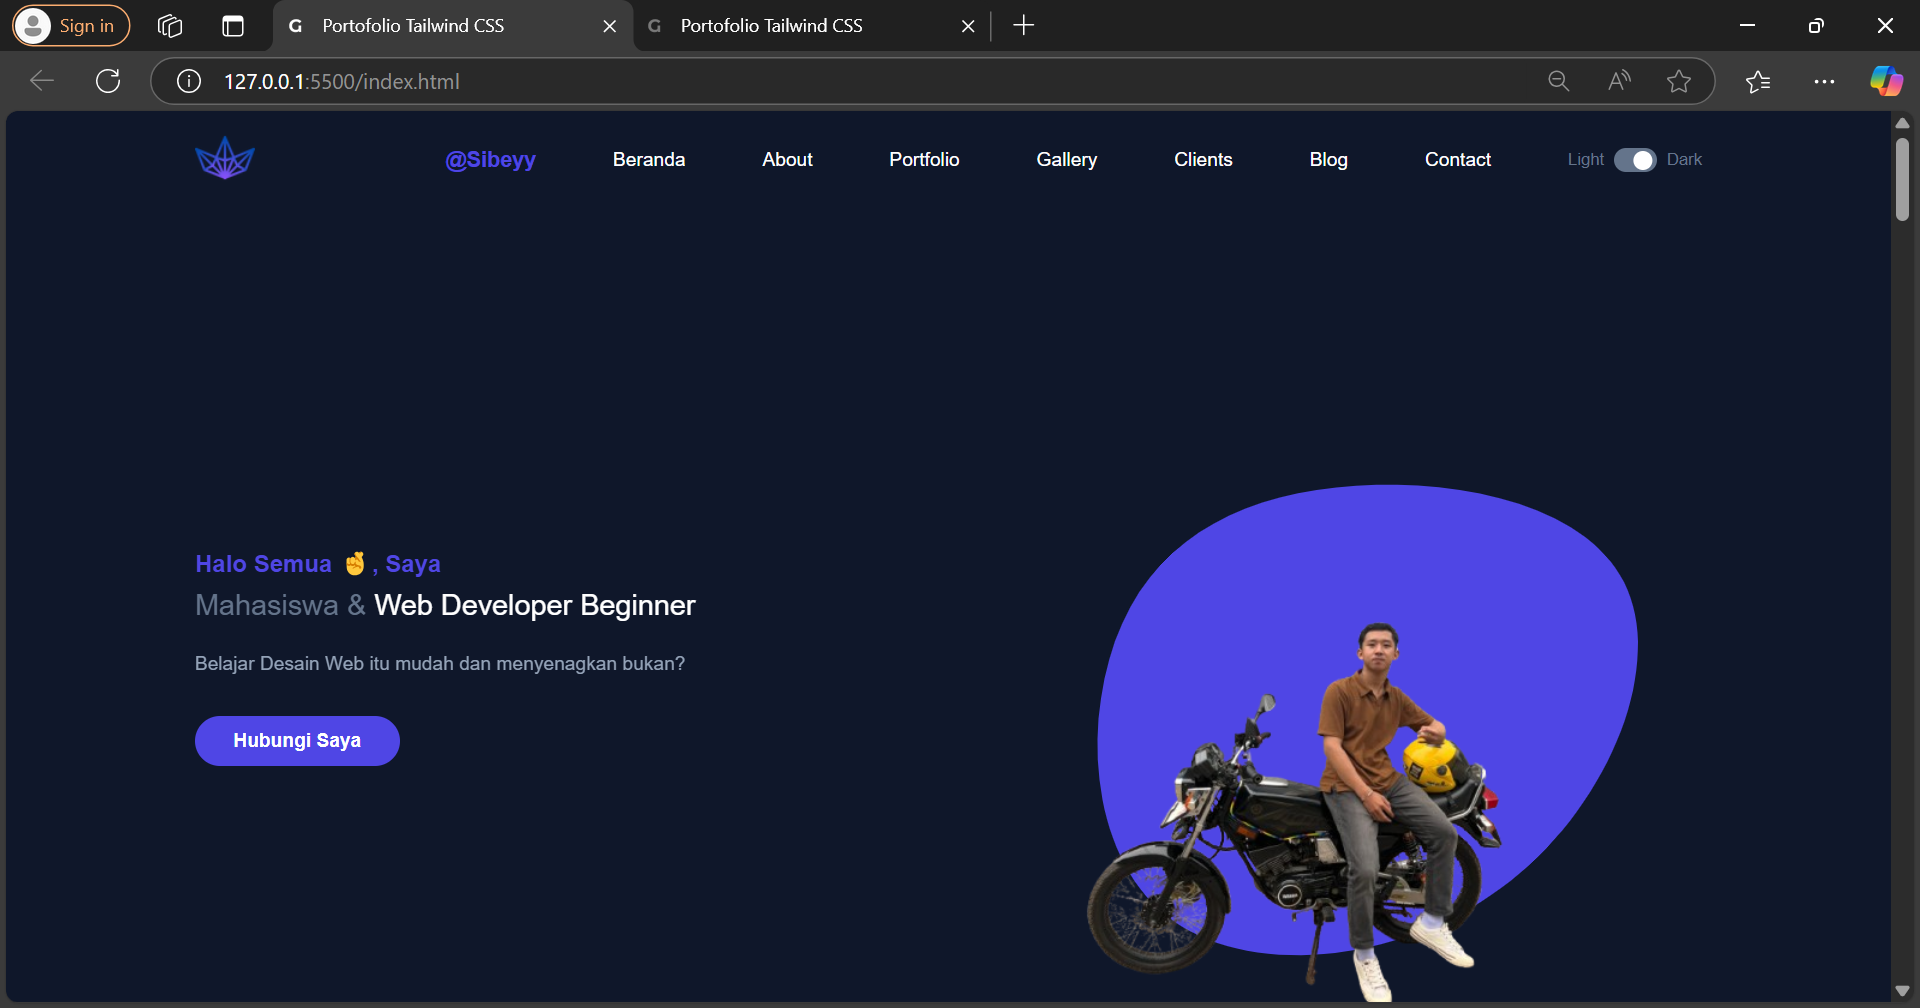 Sign in
Portofolio Tailwind CSS
Portofolio Tailwind CSS
127.0.0.1:5500/index.html
@Sibeyy
Beranda
About
Portfolio
Gallery
Clients
Blog
Contact
Light
Dark
Halo Semua 🤞, Saya
Mahasiswa & Web Developer Beginner
Belajar Desain Web itu mudah dan menyenagkan bukan?
Hubungi Saya